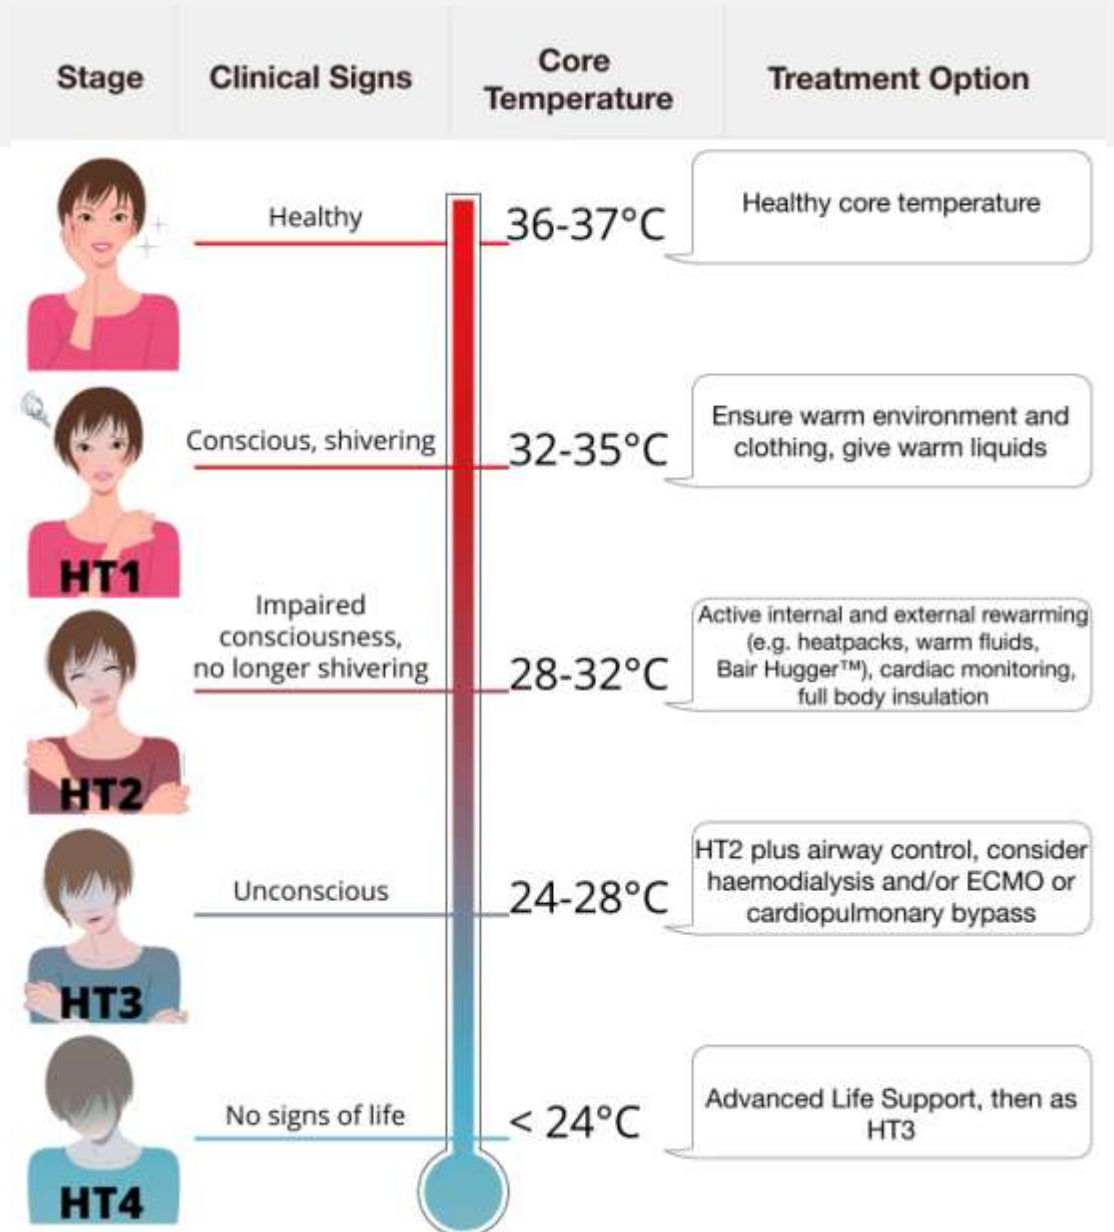 Stage
Clinical Signs
Core
Temperature
Treatment Option
Healthy
36-37°C
Healthy core temperature
HT1
Conscious, shivering
32-35°C
Ensure warm environment and
clothing, give warm liquids
HT2
Impaired
consciousness,
no longer shivering
28-32°C
Active internal and external rewarming
(e.g. heatpacks, warm fluids,
Bair Hugger™), cardiac monitoring,
full body insulation
HT3
Unconscious
24-28°C
HT2 plus airway control, consider
haemodialysis and/or ECMO or
cardiopulmonary bypass
HT4
No signs of life
< 24°C
Advanced Life Support, then as
HT3